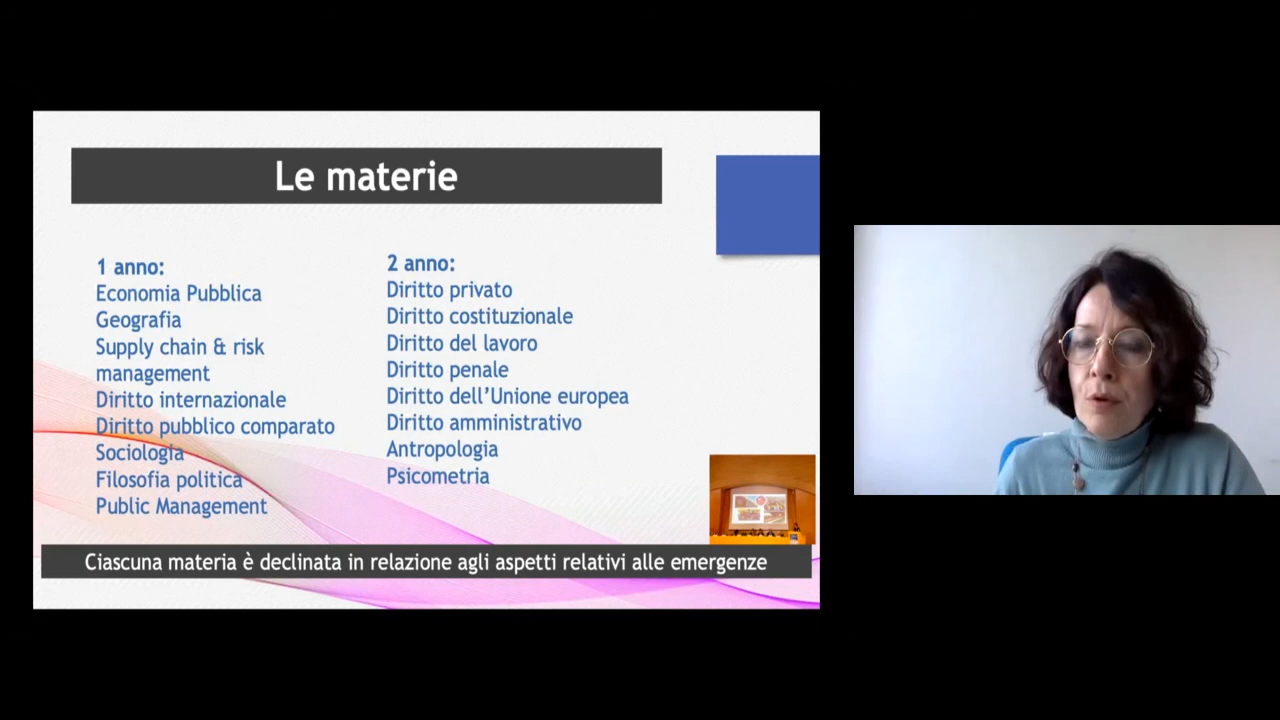 Le materie
1 anno:
Economia Pubblica
Geografia
Supply chain & risk
management
Diritto internazionale
Diritto pubblico comparato
Sociologia
Filosofia politica
Public Management
2 anno:
Diritto privato
Diritto costituzionale
Diritto del lavoro
Diritto penale
Diritto dell’Unione europea
Diritto amministrativo
Antropologia
Psicometria
Ciascuna materia è declinata in relazione agli aspetti relativi alle emergenze